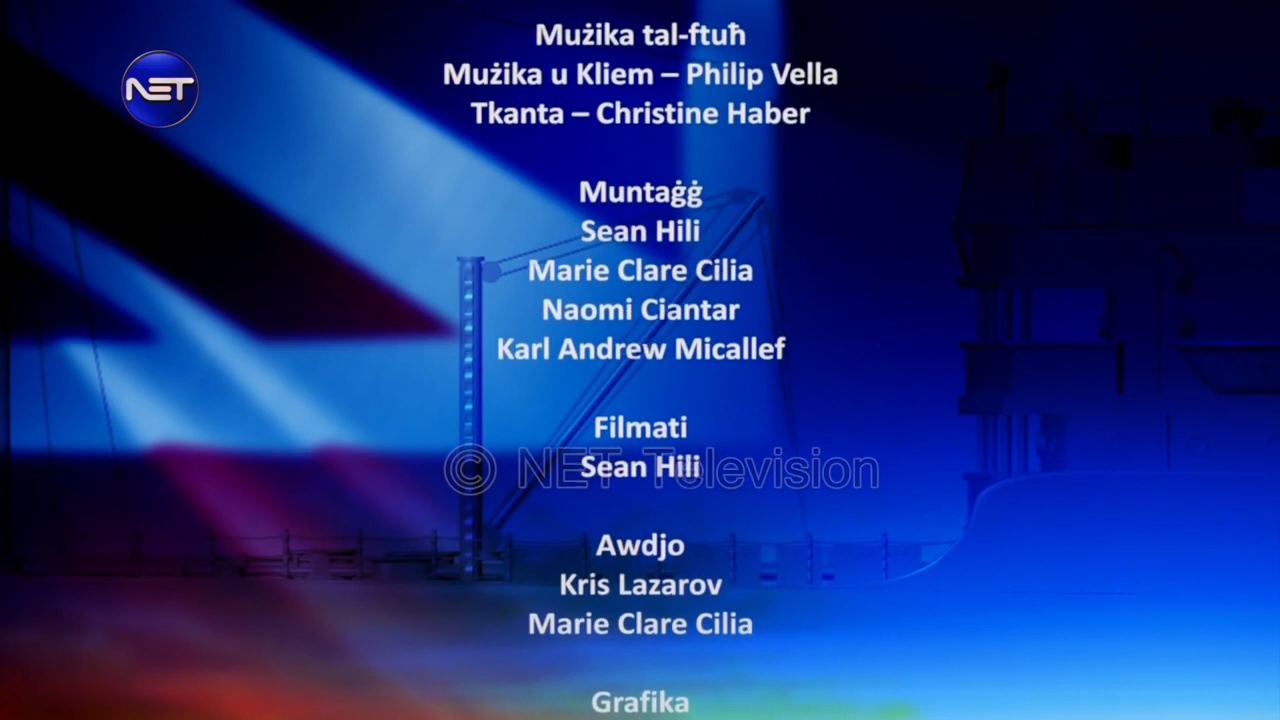 NET
Mużika tal-ftuħ
Mużika u Kliem – Philip Vella
Tkanta – Christine Haber
Muntaġġ
Sean Hili
Marie Clare Cilia
Naomi Ciantar
Karl Andrew Micallef
Filmati
Sean Hili
© NET Television
Awdjo
Kris Lazarov
Marie Clare Cilia
Grafika